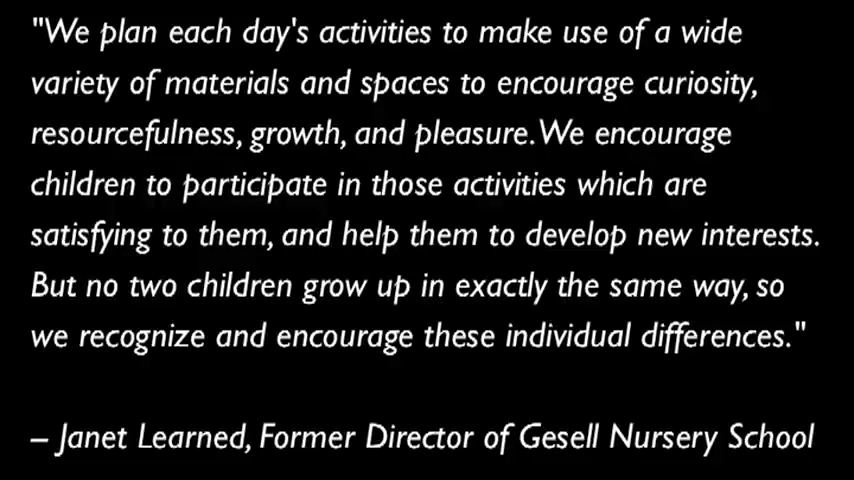 "We plan each day's activities to make use of a wide
variety of materials and spaces to encourage curiosity,
resourcefulness, growth, and pleasure. We encourage
children to participate in those activities which are
satisfying to them, and help them to develop new interests.
But no two children grow up in exactly the same way, so
we recognize and encourage these individual differences."
– Janet Learned, Former Director of Gesell Nursery School